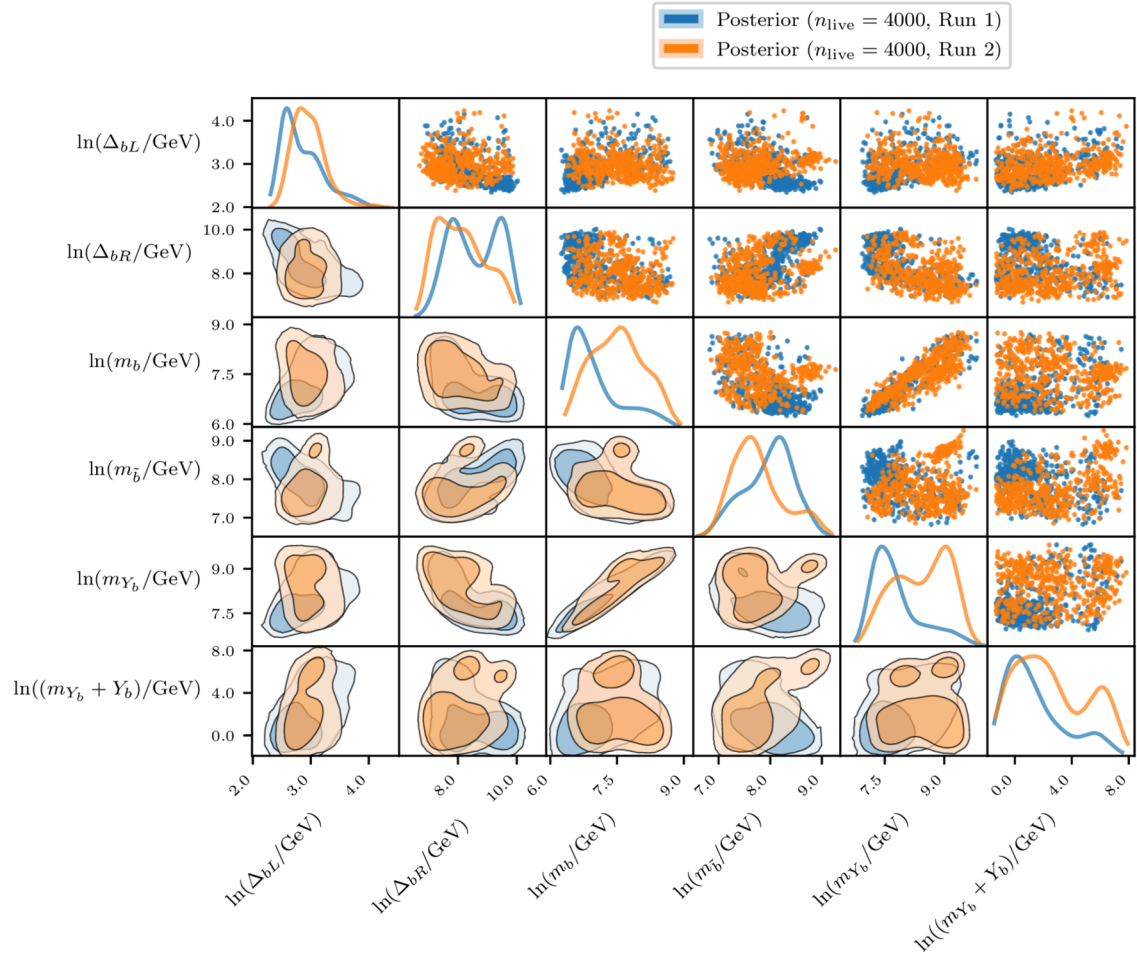 Posterior (n_live = 4000, Run 1)
Posterior (n_live = 4000, Run 2)
ln(Δ_bL/GeV)
4.0
3.0
2.0
ln(Δ_bR/GeV)
10.0
8.0
ln(m_b/GeV)
9.0
7.5
6.0
ln(m_b̃/GeV)
9.0
8.0
7.0
ln(m_Y_b/GeV)
9.0
7.5
ln((m_Y_b + Y_b)/GeV)
8.0
4.0
0.0
2.0 3.0 4.0 8.0 10.0 6.0 7.5 9.0 7.0 8.0 9.0 7.5 9.0 0.0 4.0 8.0
ln(Δ_bL/GeV)
ln(Δ_bR/GeV)
ln(m_b/GeV)
ln(m_b̃/GeV)
ln(m_Y_b/GeV)
ln((m_Y_b + Y_b)/GeV)